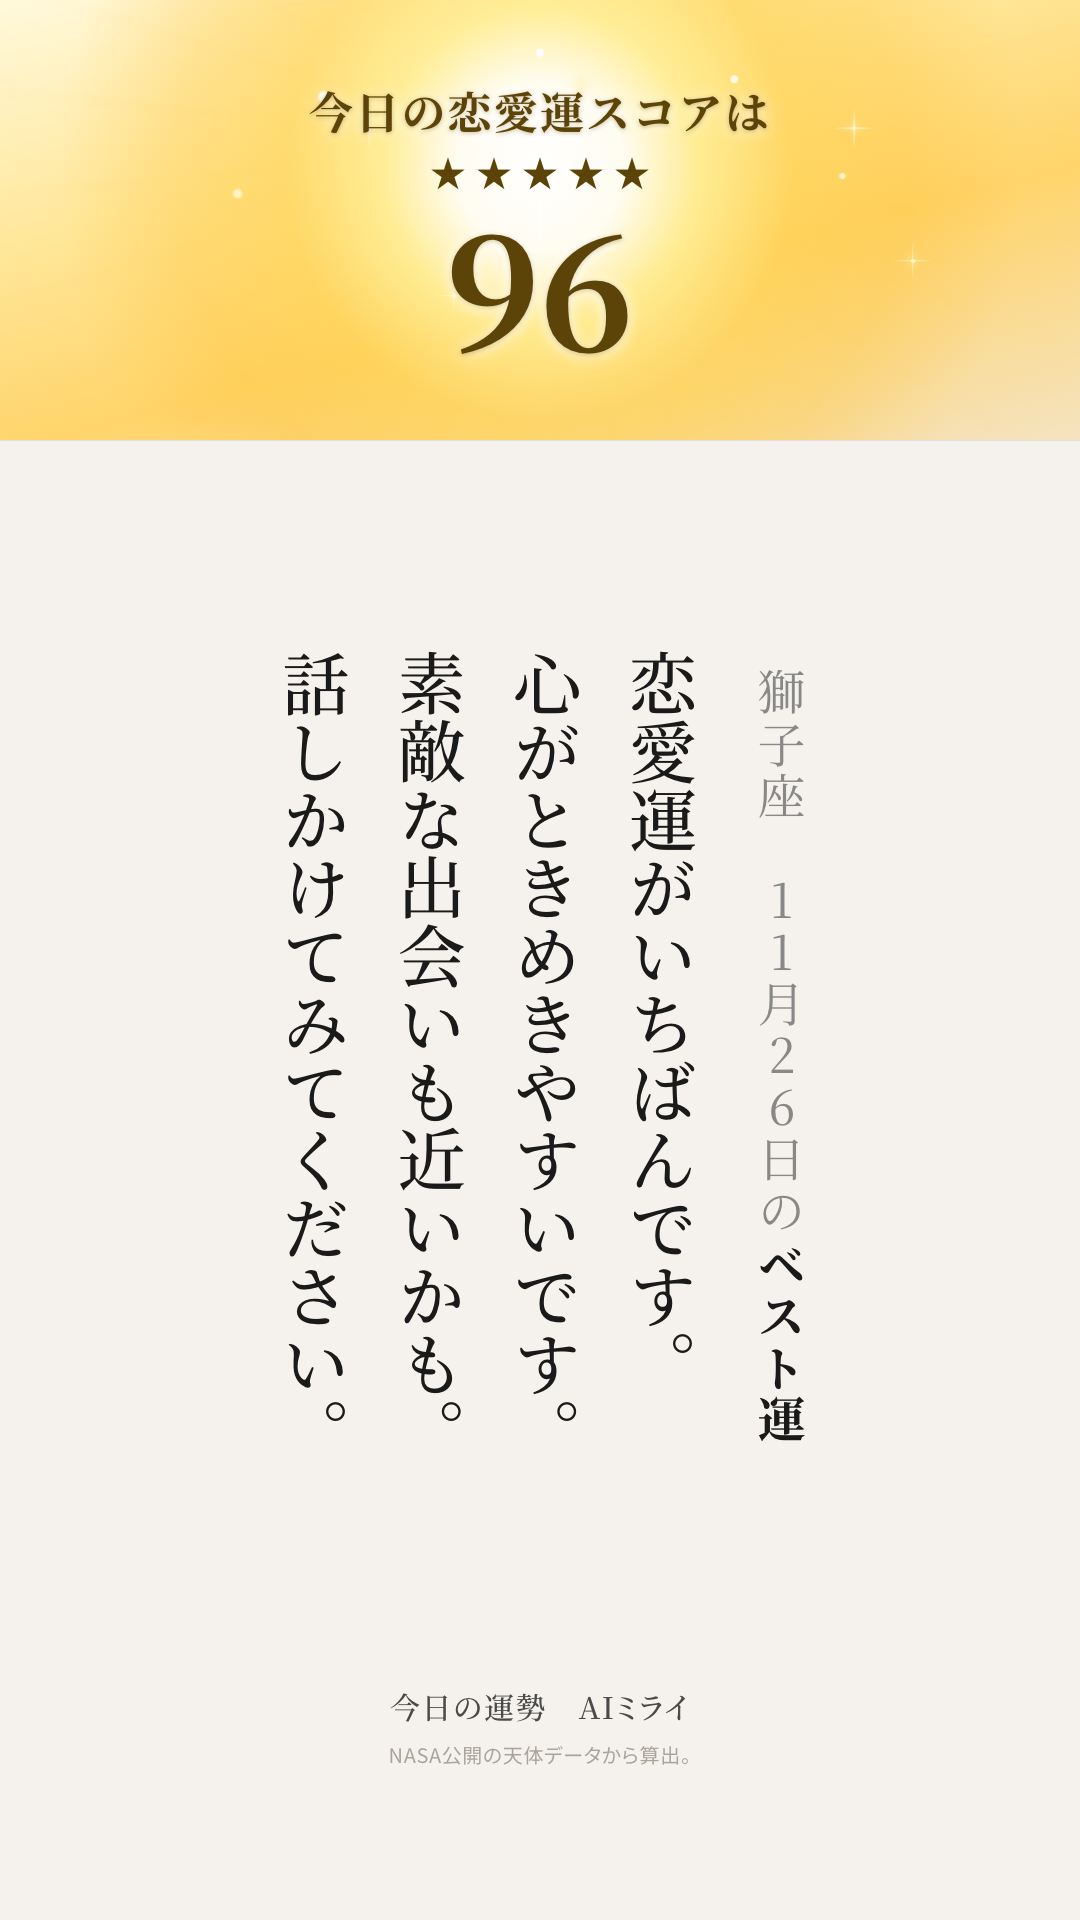 今日の恋愛運スコアは
★★★★★
96
獅子座　11月26日のベスト運
恋愛運がいちばんです。
心がときめきやすいです。
素敵な出会いも近いかも。
話しかけてみてください。
今日の運勢　AIミライ
NASA公開の天体データから算出。